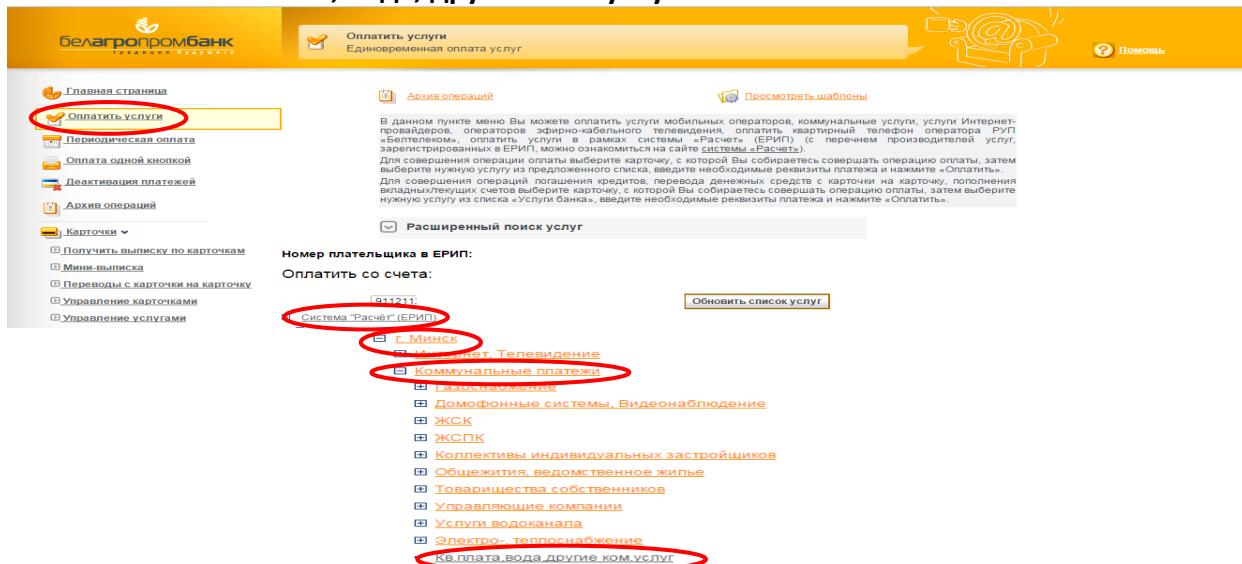 белагропромбанк
традиции будущего
Оплатить услуги
Единовременная оплата услуг
Помощь
Главная страница
Оплатить услуги
Периодическая оплата
Оплата одной кнопкой
Деактивация платежей
Архив операций
Карточки
Получить выписку по карточкам
Мини-выписка
Переводы с карточки на карточку
Управление карточками
Управление услугами
Архив операций
Просмотреть шаблоны
В данном пункте меню Вы можете оплатить услуги мобильных операторов, коммунальные услуги, услуги Интернет-
провайдеров, операторов эфирно-кабельного телевидения, оплатить квартирный телефон оператора РУП
«Белтелеком», оплатить услуги в рамках системы «Расчет» (ЕРИП) (с перечнем производителей услуг,
зарегистрированных в ЕРИП, можно ознакомиться на сайте системы «Расчет»).
Для совершения операции оплаты выберите карточку, с которой Вы собираетесь совершать операцию оплаты, затем
выберите нужную услугу из предложенного списка, введите необходимые реквизиты платежа и нажмите «Оплатить».
Для совершения операций погашения кредитов, перевода денежных средств с карточки на карточку, пополнения
вкладных/текущих счетов выберите карточку, с которой Вы собираетесь совершать операцию оплаты, затем выберите
нужную услугу из списка «Услуги банка», введите необходимые реквизиты платежа и нажмите «Оплатить».
Расширенный поиск услуг
Номер плательщика в ЕРИП:
Оплатить со счета:
911211
Обновить список услуг
Система "Расчёт" (ЕРИП)
г. Минск
Интернет, Телевидение
Коммунальные платежи
Газоснабжение
Домофонные системы, Видеонаблюдение
ЖСК
ЖСПК
Коллективы индивидуальных застройщиков
Общежития, ведомственное жилье
Товарищества собственников
Управляющие компании
Услуги водоканала
Электро-, теплоснабжение
Кв.плата,вода,другие ком.услуг